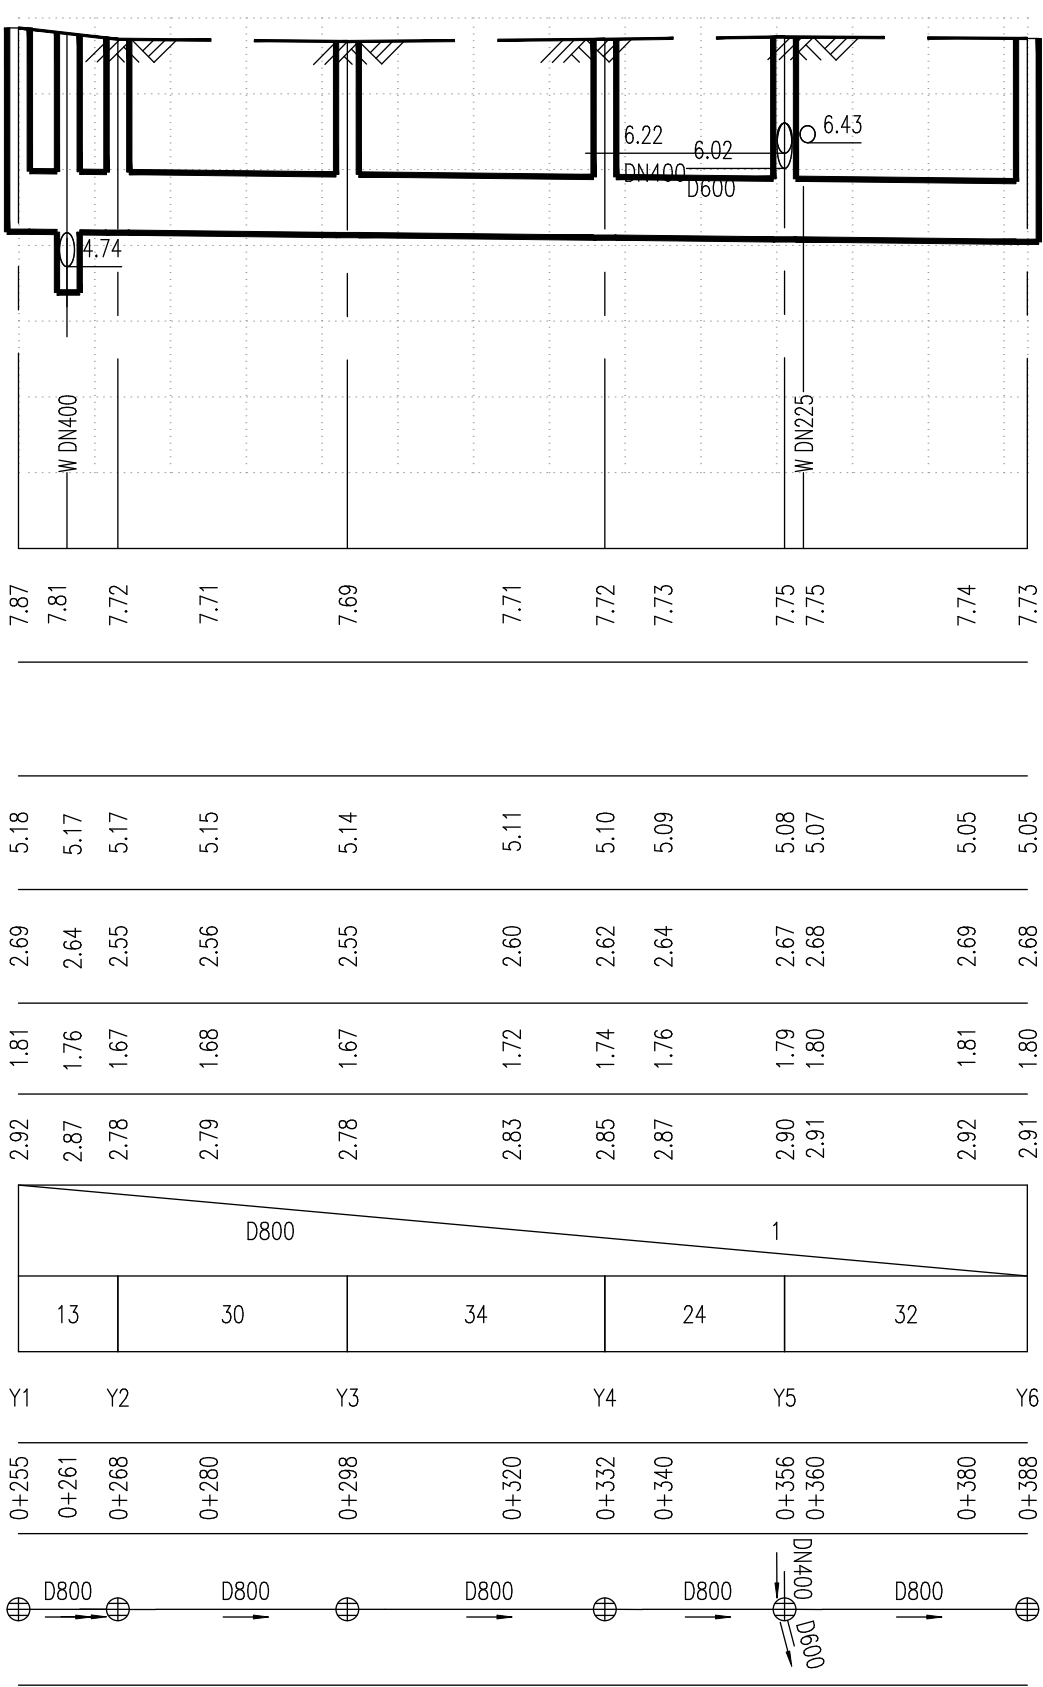 6.43
6.22
6.02
DN400
D600
4.74
W DN400
W DN225
7.87 7.81 7.72 7.71 7.69 7.71 7.72 7.73 7.75 7.75 7.74 7.73
5.18 5.17 5.17 5.15 5.14 5.11 5.10 5.09 5.08 5.07 5.05 5.05
2.69 2.64 2.55 2.56 2.55 2.60 2.62 2.64 2.67 2.68 2.69 2.68
1.81 1.76 1.67 1.68 1.67 1.72 1.74 1.76 1.79 1.80 1.81 1.80
2.92 2.87 2.78 2.79 2.78 2.83 2.85 2.87 2.90 2.91 2.92 2.91
D800 1
13 30 34 24 32
Y1 Y2 Y3 Y4 Y5 Y6
0+255 0+261 0+268 0+280 0+298 0+320 0+332 0+340 0+356 0+360 0+380 0+388
DN400
D800 D800 D800 D800 D800
D600